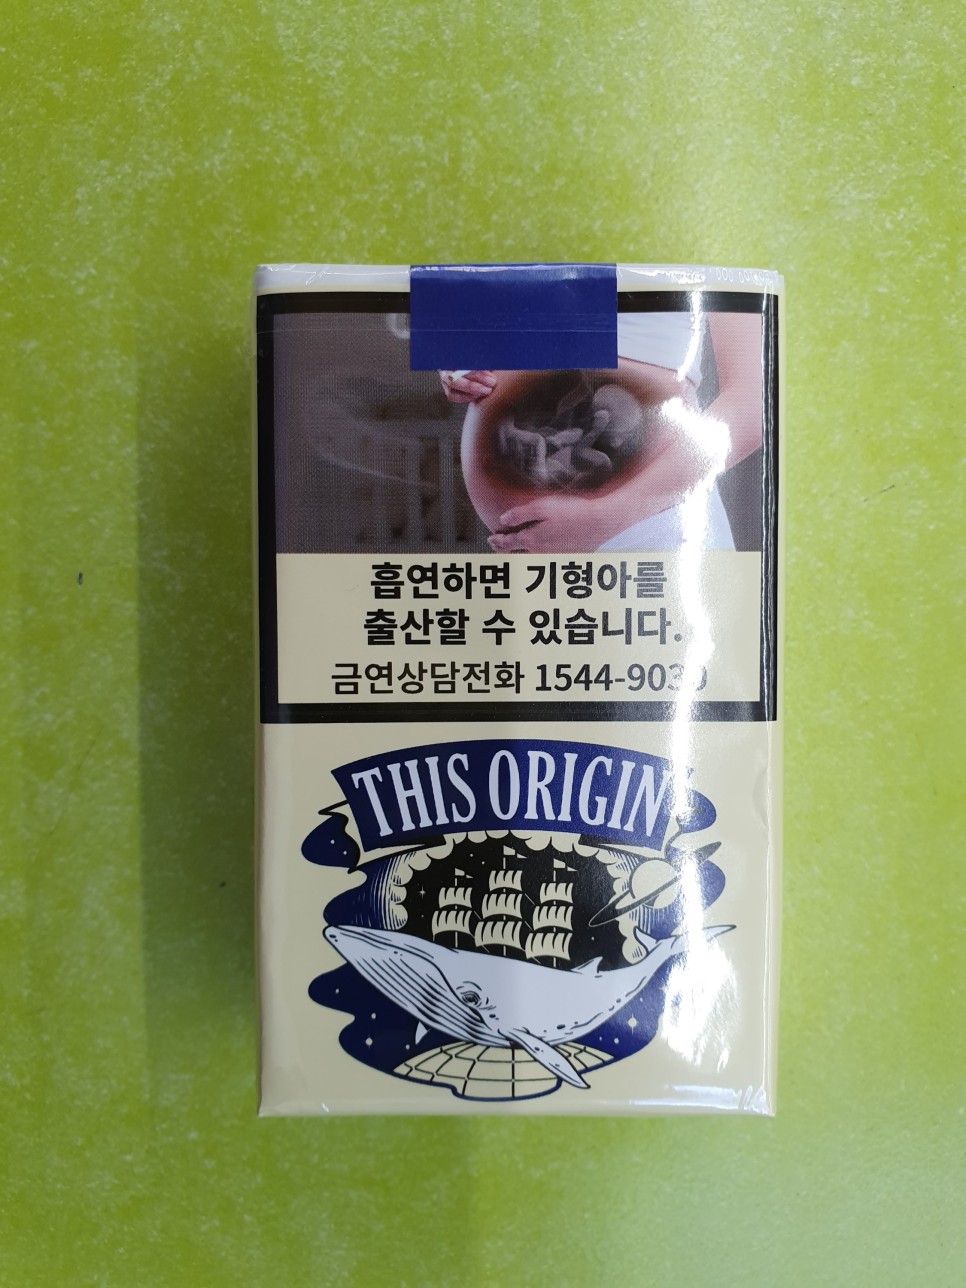 흡연하면 기형아를
출산할 수 있습니다.
금연상담전화 1544-9030
THIS ORIGIN